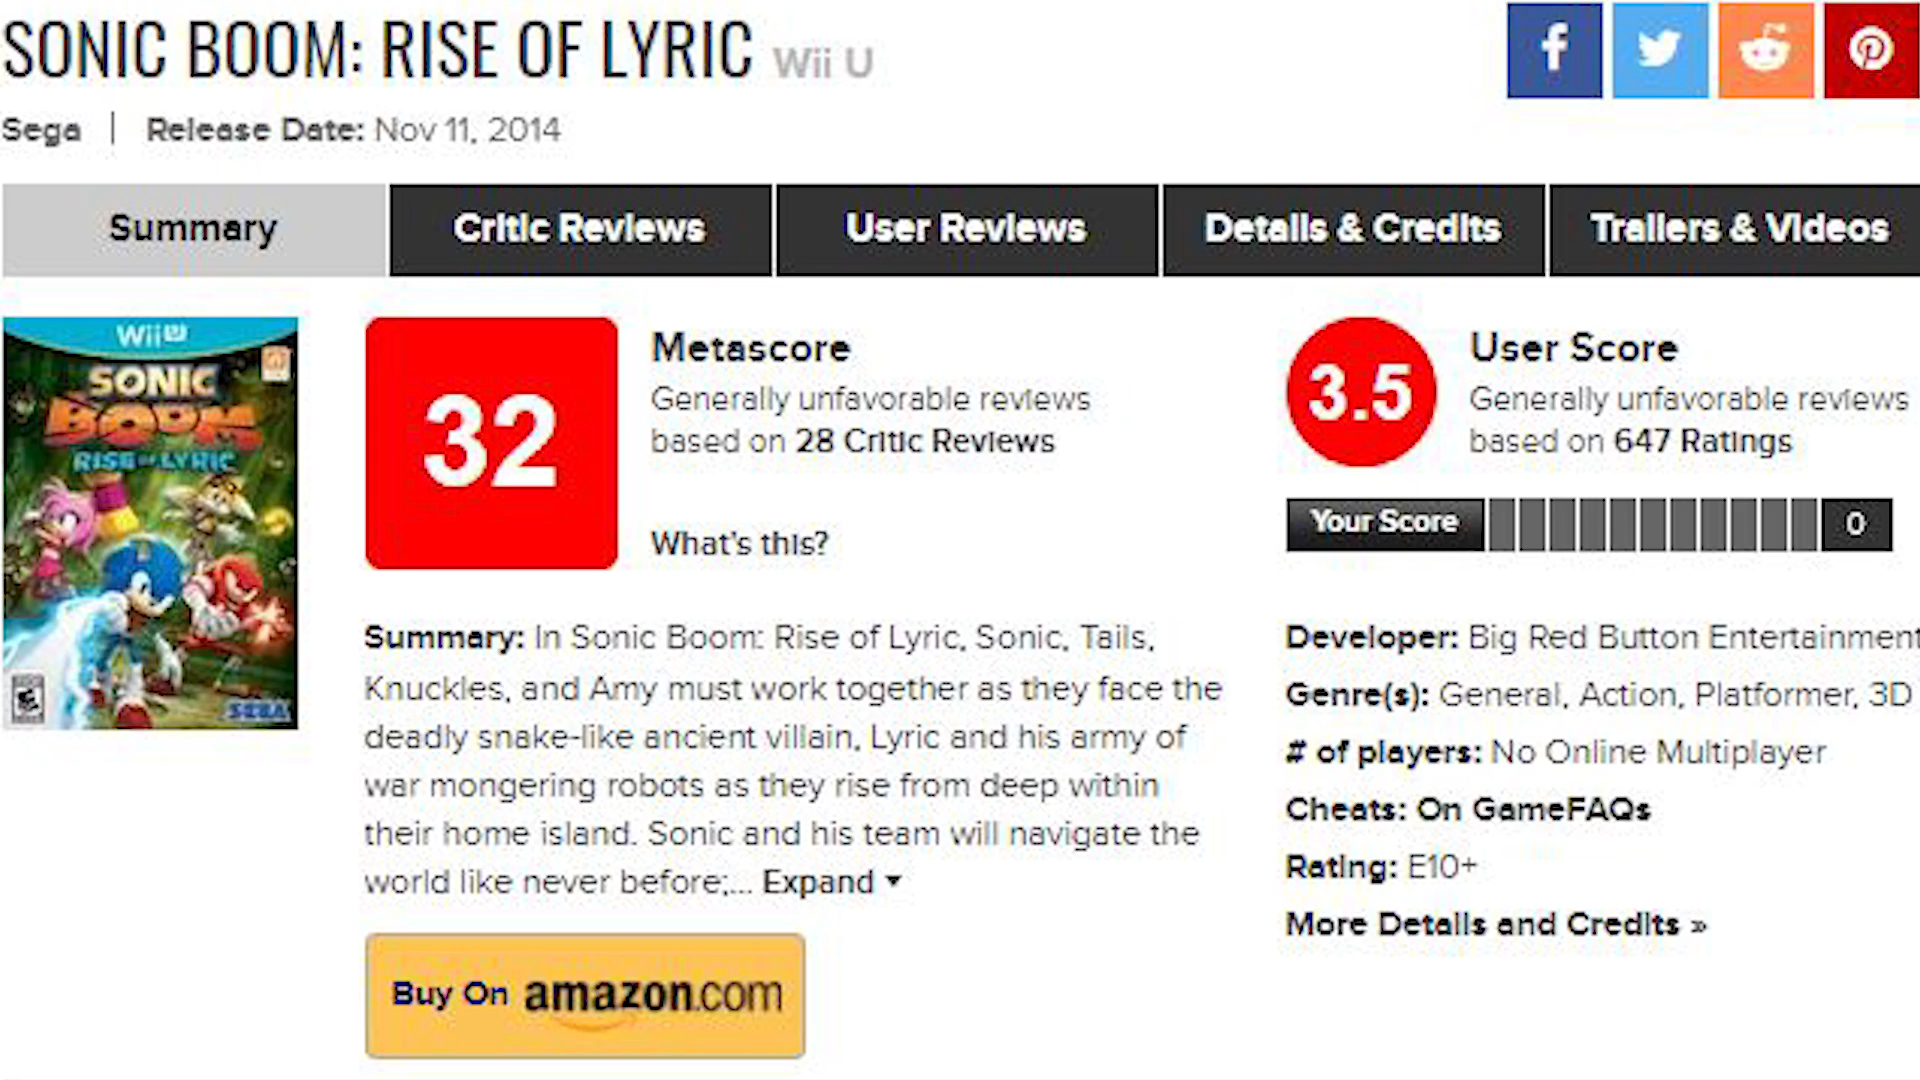 SONIC BOOM: RISE OF LYRIC Wii U
Sega | Release Date: Nov 11, 2014
Summary
Critic Reviews
User Reviews
Details & Credits
Trailers & Videos
Wii U
SONIC
BOOM
RISE OF LYRIC
E
SEGA
32
Metascore
Generally unfavorable reviews
based on 28 Critic Reviews
What's this?
3.5
User Score
Generally unfavorable reviews
based on 647 Ratings
Your Score
0
Summary: In Sonic Boom: Rise of Lyric, Sonic, Tails,
Knuckles, and Amy must work together as they face the
deadly snake-like ancient villain, Lyric and his army of
war mongering robots as they rise from deep within
their home island. Sonic and his team will navigate the
world like never before;... Expand
Buy On amazon.com
Developer: Big Red Button Entertainment
Genre(s): General, Action, Platformer, 3D
# of players: No Online Multiplayer
Cheats: On GameFAQs
Rating: E10+
More Details and Credits »